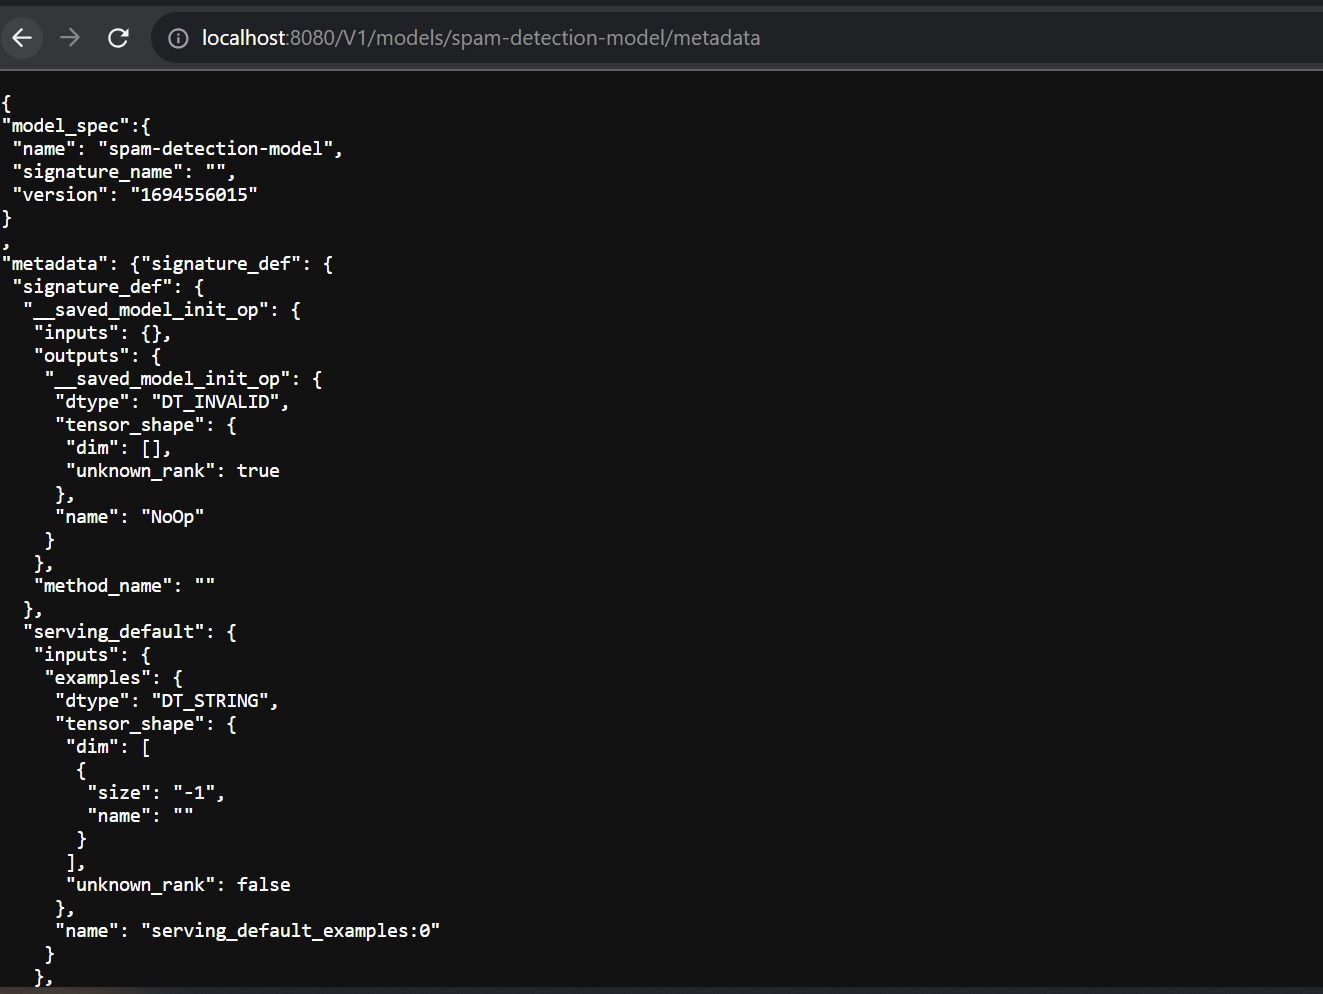 localhost:8080/V1/models/spam-detection-model/metadata
{
"model_spec":{
 "name": "spam-detection-model",
 "signature_name": "",
 "version": "1694556015"
}
,
"metadata": {"signature_def": {
 "signature_def": {
  "__saved_model_init_op": {
   "inputs": {},
   "outputs": {
    "__saved_model_init_op": {
     "dtype": "DT_INVALID",
     "tensor_shape": {
      "dim": [],
      "unknown_rank": true
     },
     "name": "NoOp"
    }
   },
   "method_name": ""
  },
  "serving_default": {
   "inputs": {
    "examples": {
     "dtype": "DT_STRING",
     "tensor_shape": {
      "dim": [
       {
        "size": "-1",
        "name": ""
       }
      ],
      "unknown_rank": false
     },
     "name": "serving_default_examples:0"
    }
   },